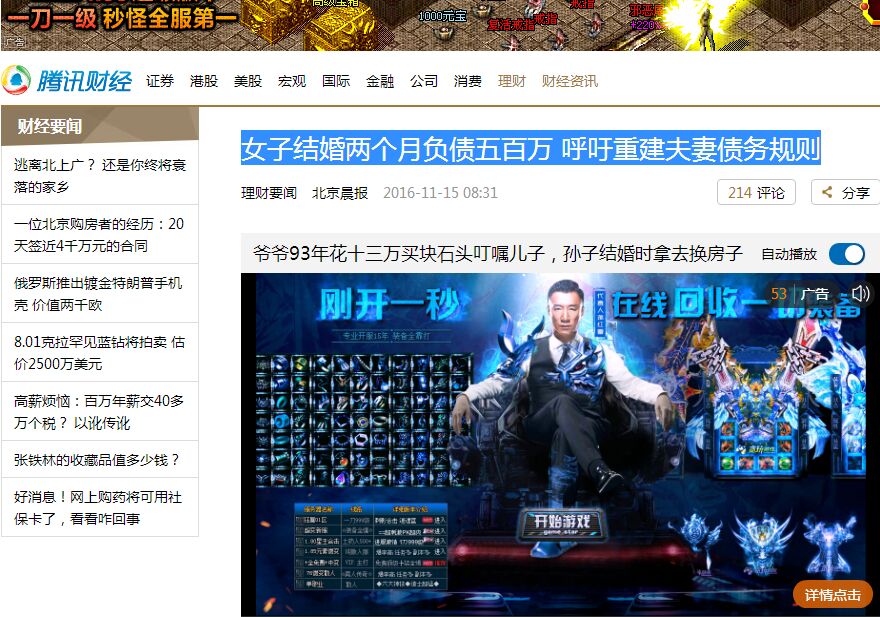 一刀一级 秒怪全服第一
1000元宝
广告
腾讯财经
证券 港股 美股 宏观 国际 金融 公司 消费 理财 财经资讯
财经要闻
逃离北上广？ 还是你终将衰
落的家乡
一位北京购房者的经历：20
天签近4千万元的合同
俄罗斯推出镀金特朗普手机
壳 价值两千欧
8.01克拉罕见蓝钻将拍卖 估
价2500万美元
高薪烦恼：百万年薪交40多
万个税？ 以讹传讹
张铁林的收藏品值多少钱？
好消息！网上购药将可用社
保卡了，看看咋回事
女子结婚两个月负债五百万 呼吁重建夫妻债务规则
理财要闻 北京晨报 2016-11-15 08:31
214 评论
分享
爷爷93年花十三万买块石头叮嘱儿子，孙子结婚时拿去换房子 自动播放
53 广告
刚开一秒
在线回收一
专业开服15年 装备全靠打
开始游戏
game star
详情点击